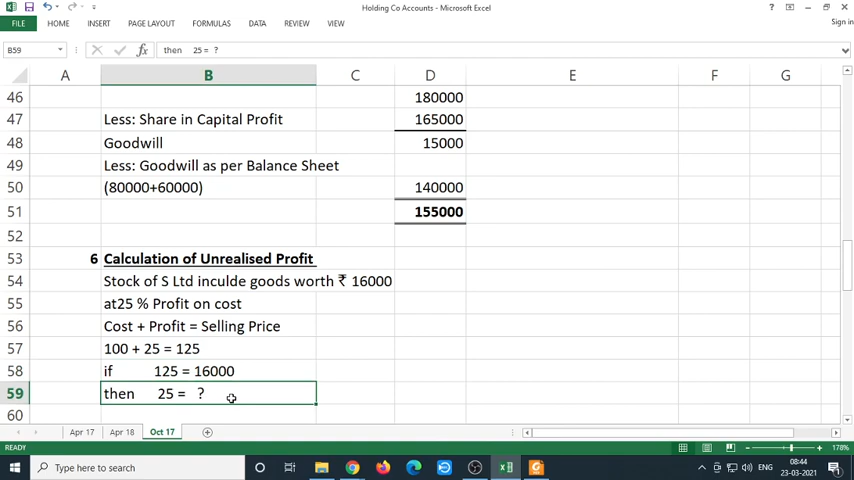 Holding Co Accounts - Microsoft Excel
FILE HOME INSERT PAGE LAYOUT FORMULAS DATA REVIEW VIEW Sign in
B59 fx then 25 = ?
A B C D E F G
46 180000
47 Less: Share in Capital Profit 165000
48 Goodwill 15000
49 Less: Goodwill as per Balance Sheet
50 (80000+60000) 140000
51 155000
52
53 6 Calculation of Unrealised Profit
54 Stock of S Ltd inculde goods worth ₹ 16000
55 at25 % Profit on cost
56 Cost + Profit = Selling Price
57 100 + 25 = 125
58 if 125 = 16000
59 then 25 = ?
60
Apr 17 Apr 18 Oct 17
READY 178%
Type here to search ENG 08:44
23-03-2021